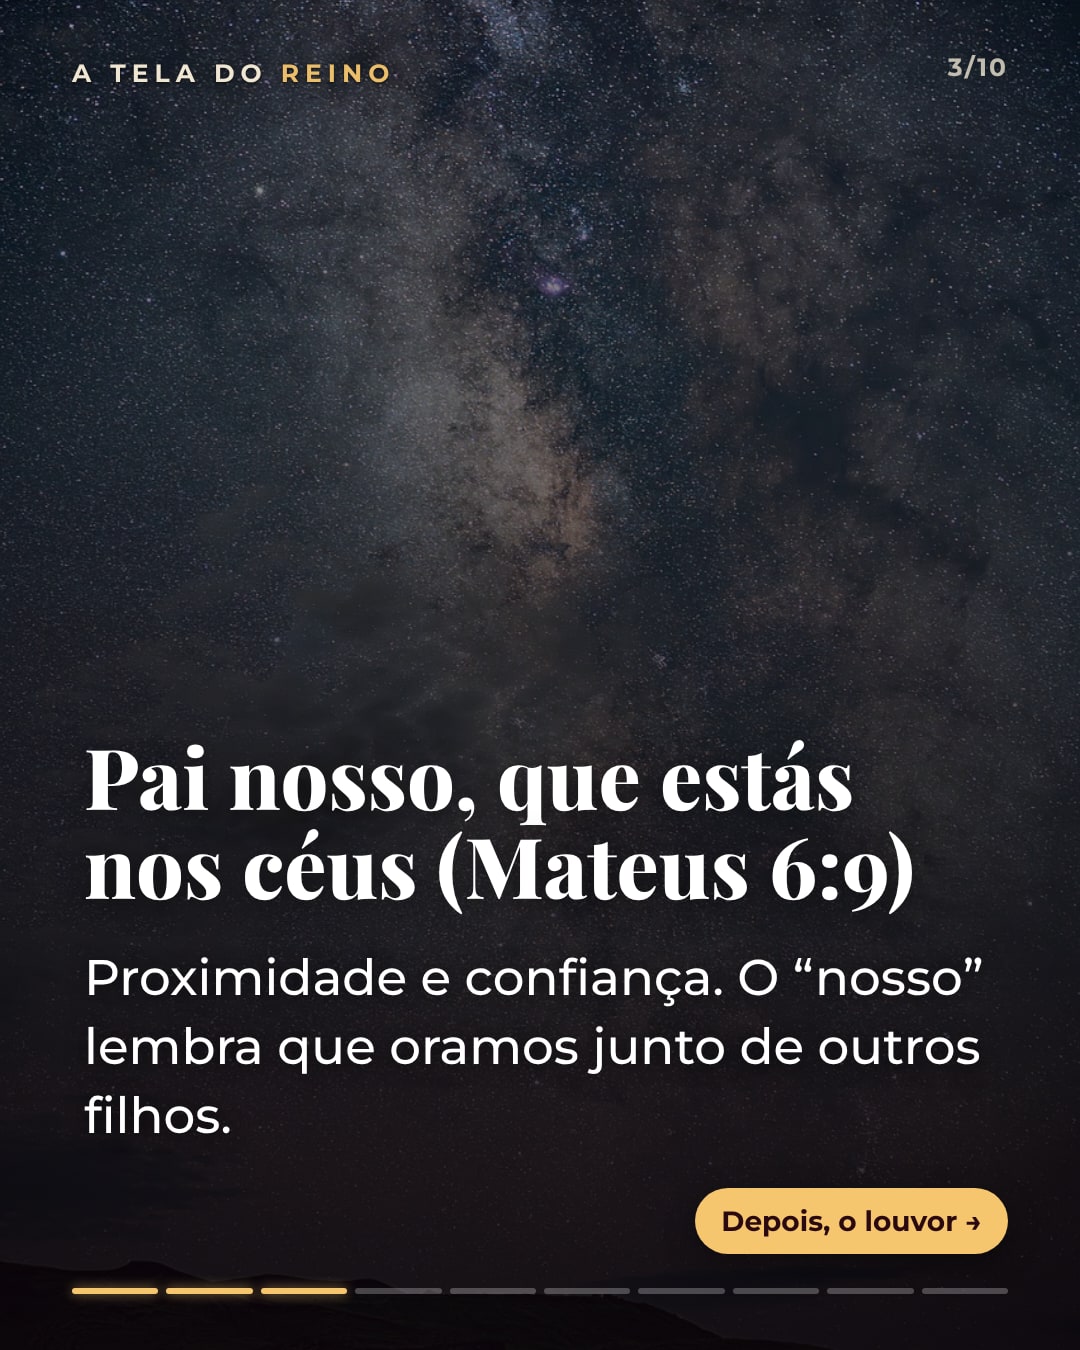 A TELA DO REINO
3/10
Pai nosso, que estás
nos céus (Mateus 6:9)
Proximidade e confiança. O “nosso”
lembra que oramos junto de outros
filhos.
Depois, o louvor →